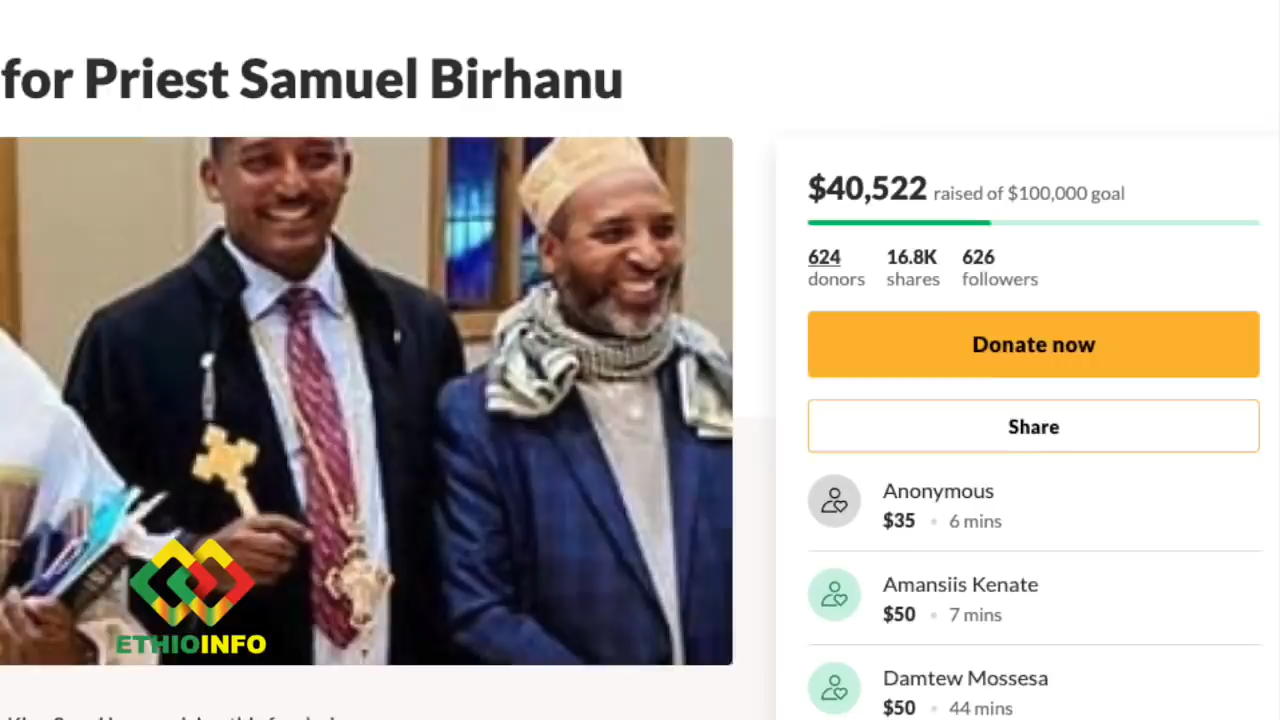 for Priest Samuel Birhanu
$40,522 raised of $100,000 goal
624 16.8K 626
donors shares followers
Donate now
Share
Anonymous
$35 • 6 mins
Amansiis Kenate
$50 • 7 mins
Damtew Mossesa
$50 • 44 mins
ETHIOINFO